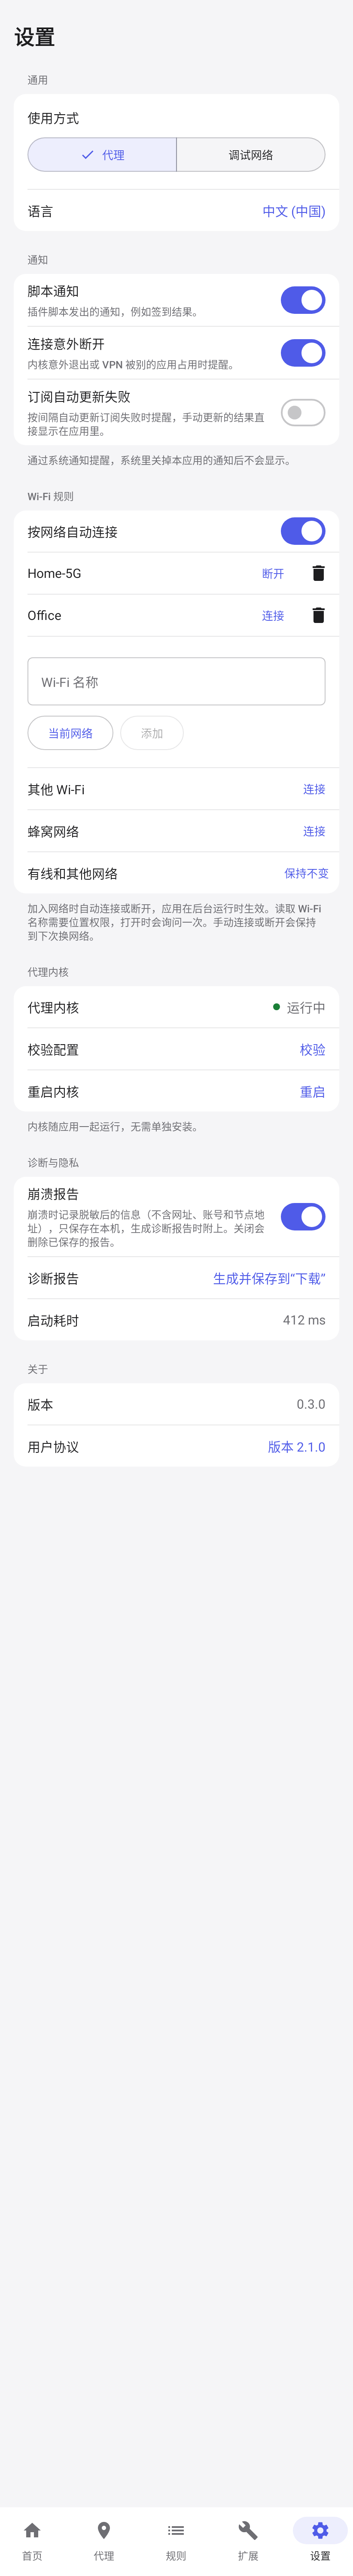 设置
通用
使用方式
代理
调试网络
语言
中文 (中国)
通知
脚本通知
插件脚本发出的通知，例如签到结果。
连接意外断开
内核意外退出或 VPN 被别的应用占用时提醒。
订阅自动更新失败
按间隔自动更新订阅失败时提醒，手动更新的结果直
接显示在应用里。
通过系统通知提醒，系统里关掉本应用的通知后不会显示。
Wi-Fi 规则
按网络自动连接
Home-5G
断开
Office
连接
Wi-Fi 名称
当前网络
添加
其他 Wi-Fi
连接
蜂窝网络
连接
有线和其他网络
保持不变
加入网络时自动连接或断开，应用在后台运行时生效。读取 Wi-Fi
名称需要位置权限，打开时会询问一次。手动连接或断开会保持
到下次换网络。
代理内核
代理内核
运行中
校验配置
校验
重启内核
重启
内核随应用一起运行，无需单独安装。
诊断与隐私
崩溃报告
崩溃时记录脱敏后的信息（不含网址、账号和节点地
址），只保存在本机，生成诊断报告时附上。关闭会
删除已保存的报告。
诊断报告
生成并保存到“下载”
启动耗时
412 ms
关于
版本
0.3.0
用户协议
版本 2.1.0
首页
代理
规则
扩展
设置